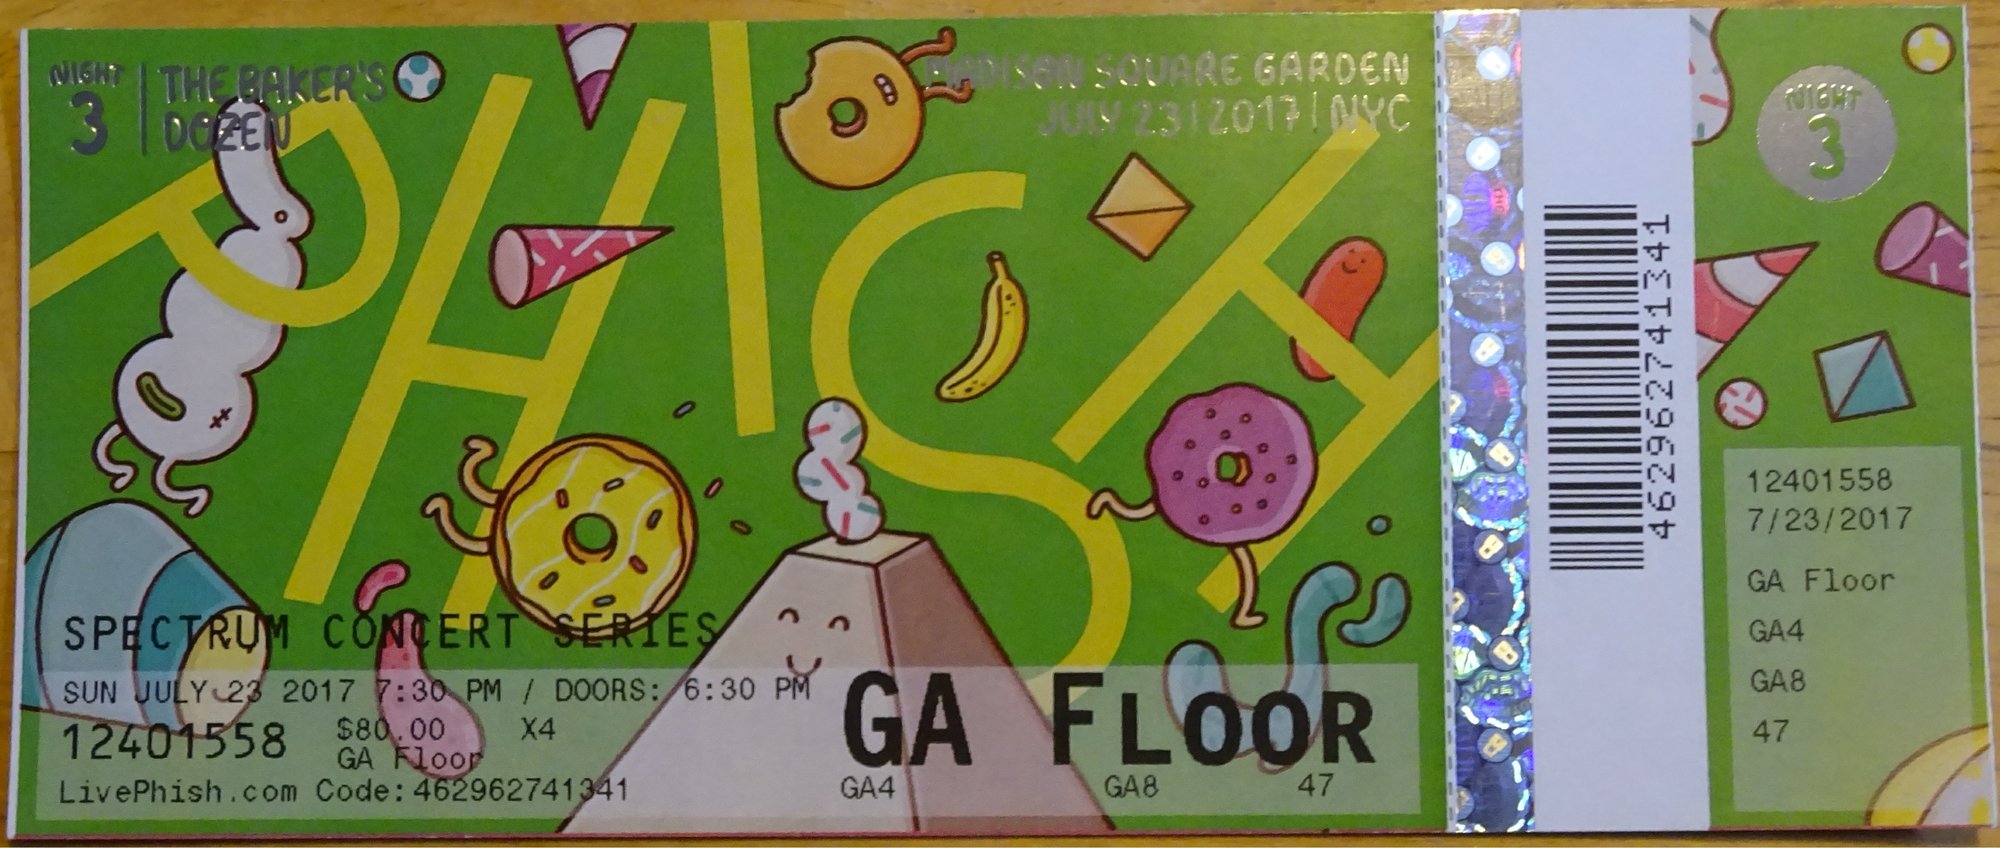 NIGHT 3
THE BAKER'S
DOZEN
MADISON SQUARE GARDEN
JULY 23 | 2017 | NYC
PHISH
SPECTRUM CONCERT SERIES
SUN JULY 23 2017 7:30 PM / DOORS: 6:30 PM
12401558
$80.00 X4
GA Floor
LivePhish.com Code:462962741341
GA FLOOR
GA4 GA8 47
462962741341
NIGHT
3
12401558
7/23/2017
GA Floor
GA4
GA8
47